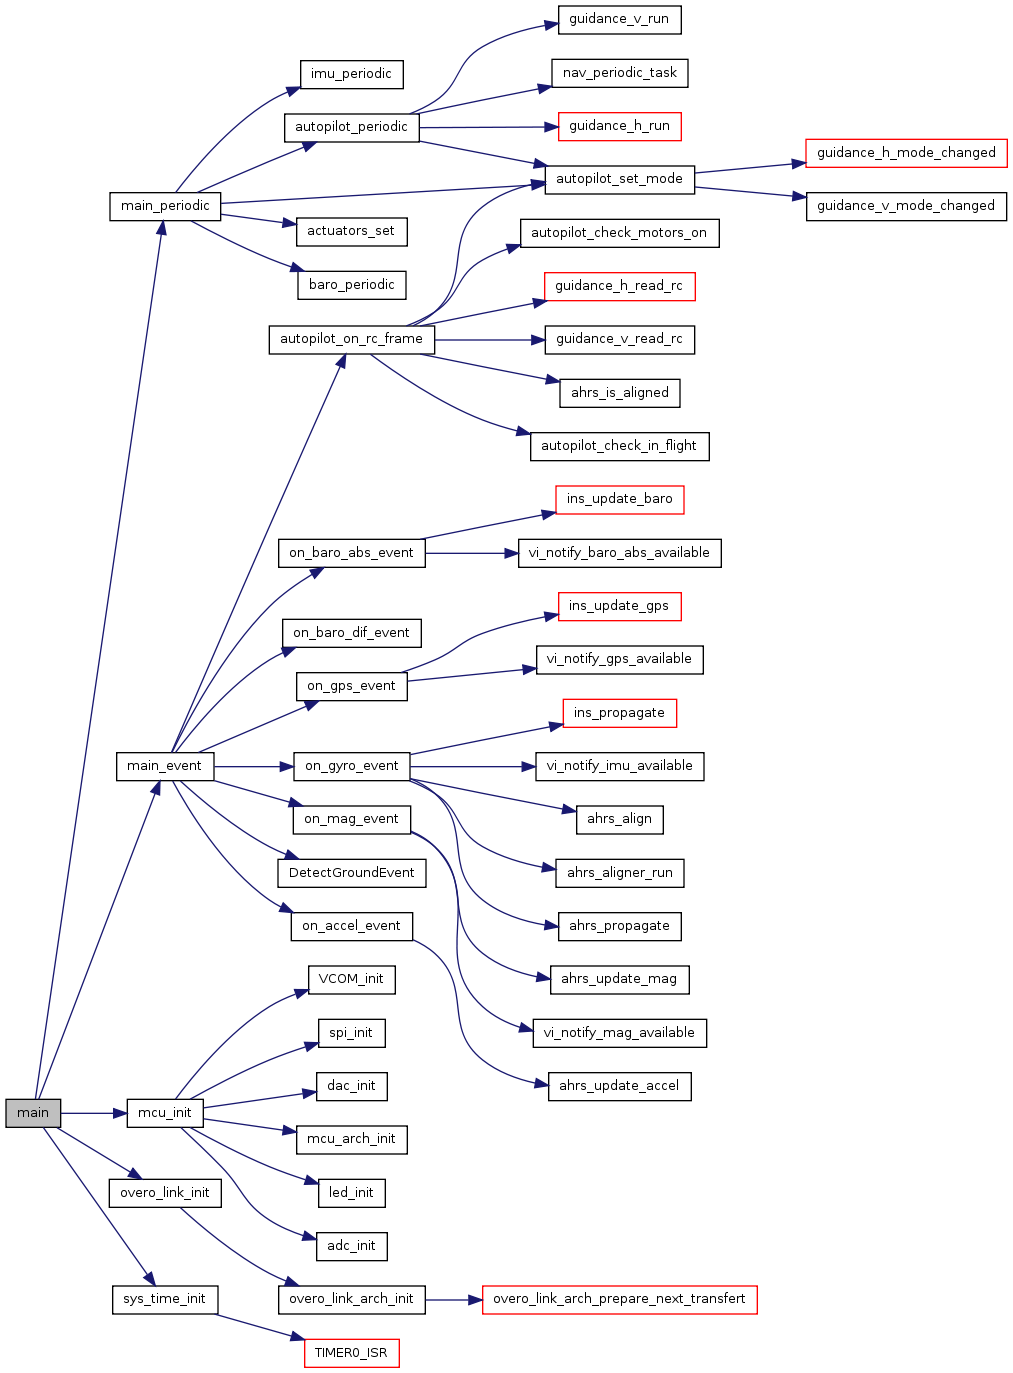 guidance_v_run
imu_periodic
nav_periodic_task
autopilot_periodic
guidance_h_run
guidance_h_mode_changed
autopilot_set_mode
main_periodic
guidance_v_mode_changed
actuators_set
autopilot_check_motors_on
baro_periodic
guidance_h_read_rc
autopilot_on_rc_frame
guidance_v_read_rc
ahrs_is_aligned
autopilot_check_in_flight
ins_update_baro
on_baro_abs_event
vi_notify_baro_abs_available
ins_update_gps
on_baro_dif_event
vi_notify_gps_available
on_gps_event
ins_propagate
main_event
on_gyro_event
vi_notify_imu_available
on_mag_event
ahrs_align
DetectGroundEvent
ahrs_aligner_run
on_accel_event
ahrs_propagate
VCOM_init
ahrs_update_mag
spi_init
vi_notify_mag_available
dac_init
ahrs_update_accel
main
mcu_init
mcu_arch_init
overo_link_init
led_init
adc_init
sys_time_init
overo_link_arch_init
overo_link_arch_prepare_next_transfert
TIMER0_ISR